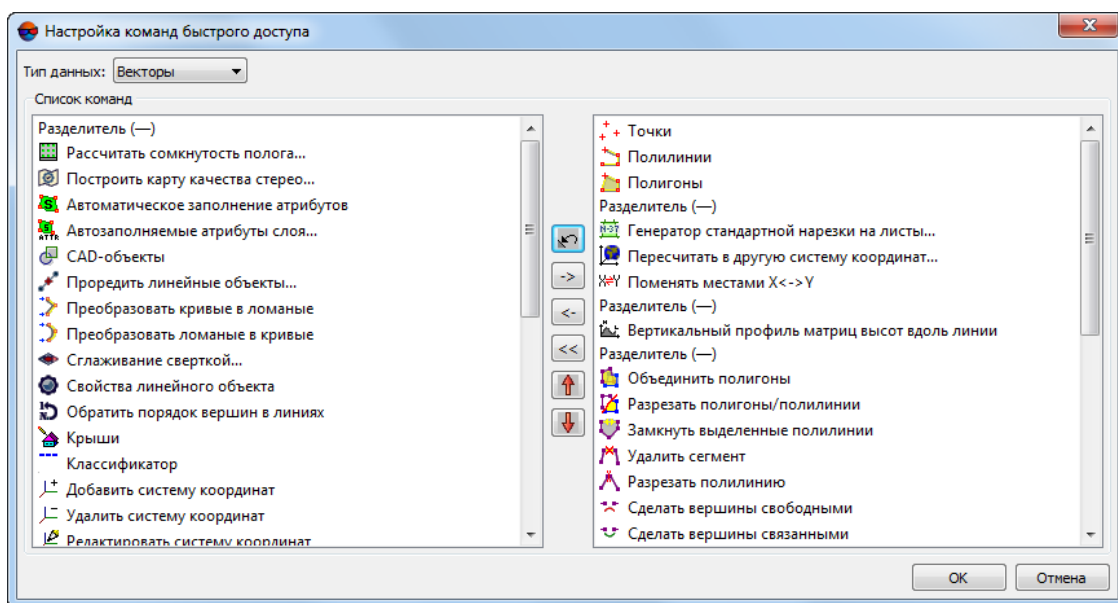 Настройка команд быстрого доступа
Тип данных: Векторы
Список команд
Разделитель (—)
Рассчитать сомкнутость полога...
Построить карту качества стерео...
Автоматическое заполнение атрибутов
Автозаполняемые атрибуты слоя...
CAD-объекты
Проредить линейные объекты...
Преобразовать кривые в ломаные
Преобразовать ломаные в кривые
Сглаживание сверткой...
Свойства линейного объекта
Обратить порядок вершин в линиях
Крыши
Классификатор
Добавить систему координат
Удалить систему координат
Редактировать систему координат
->
<-
<<
Точки
Полилинии
Полигоны
Разделитель (—)
Генератор стандартной нарезки на листы...
Пересчитать в другую систему координат...
Поменять местами X<->Y
Разделитель (—)
Вертикальный профиль матриц высот вдоль линии
Разделитель (—)
Объединить полигоны
Разрезать полигоны/полилинии
Замкнуть выделенные полилинии
Удалить сегмент
Разрезать полилинию
Сделать вершины свободными
Сделать вершины связанными
OK
Отмена